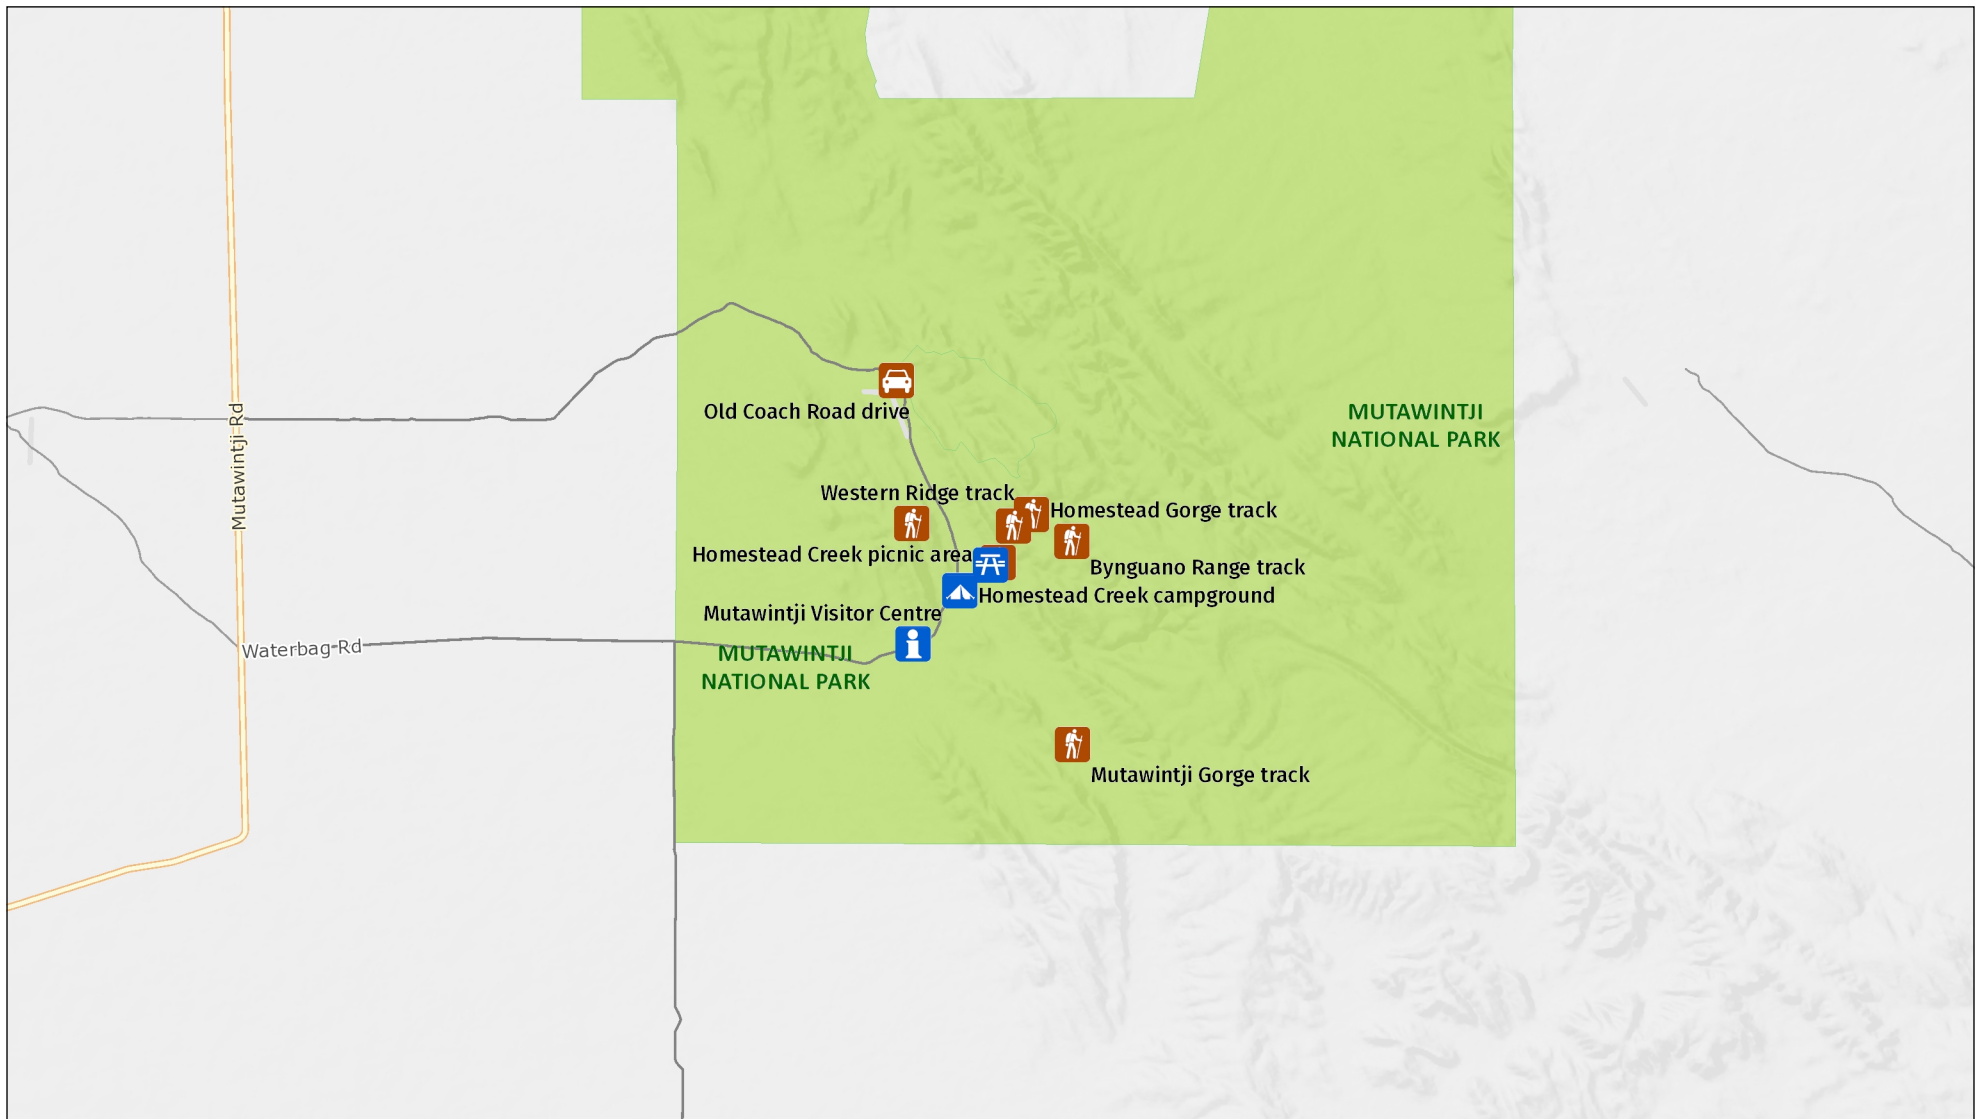 Old Coach Road drive
MUTAWINTJI
NATIONAL PARK
Mutawintji Rd
Western Ridge track
Homestead Gorge track
Homestead Creek picnic area
Bynguano Range track
Homestead Creek campground
Mutawintji Visitor Centre
Waterbag Rd
MUTAWINTJI
NATIONAL PARK
Mutawintji Gorge track